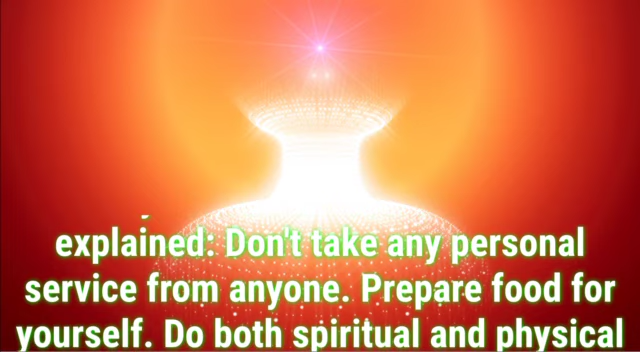 explained: Don't take any personal
service from anyone. Prepare food for
yourself. Do both spiritual and physical